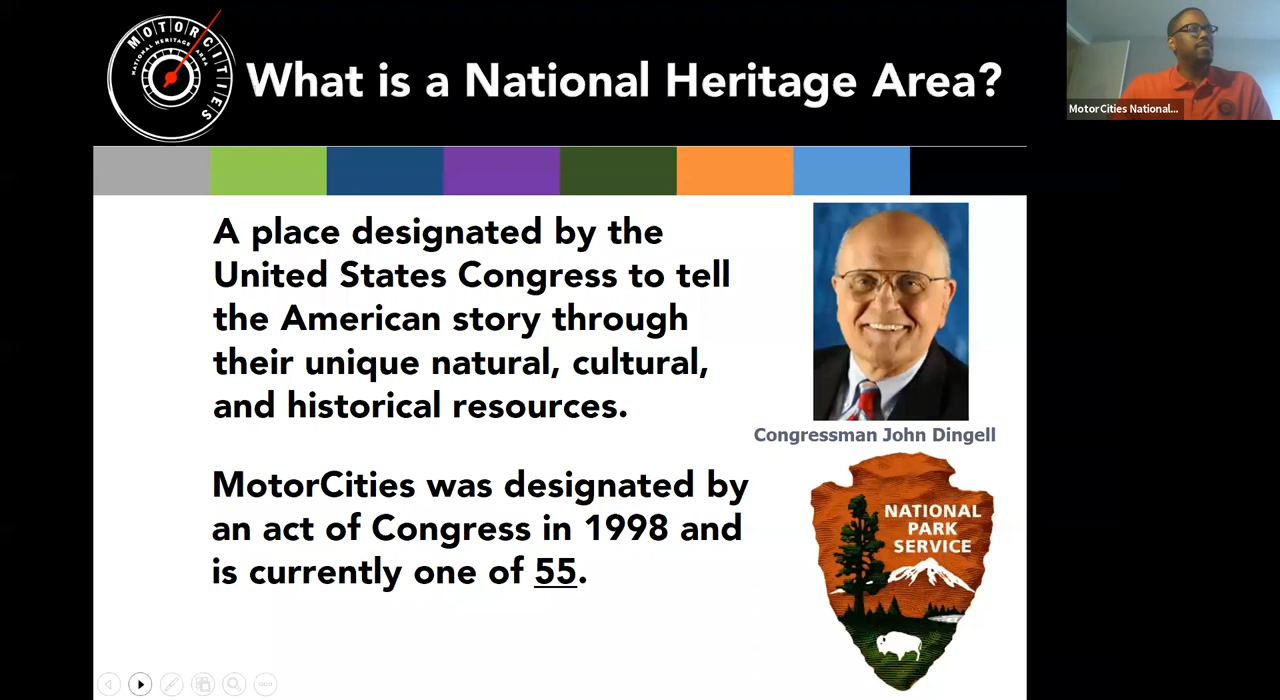 MOTORCITIES
NATIONAL HERITAGE AREA
What is a National Heritage Area?
MotorCities National...
A place designated by the
United States Congress to tell
the American story through
their unique natural, cultural,
and historical resources.
Congressman John Dingell
MotorCities was designated by
an act of Congress in 1998 and
is currently one of 55.
NATIONAL
PARK
SERVICE